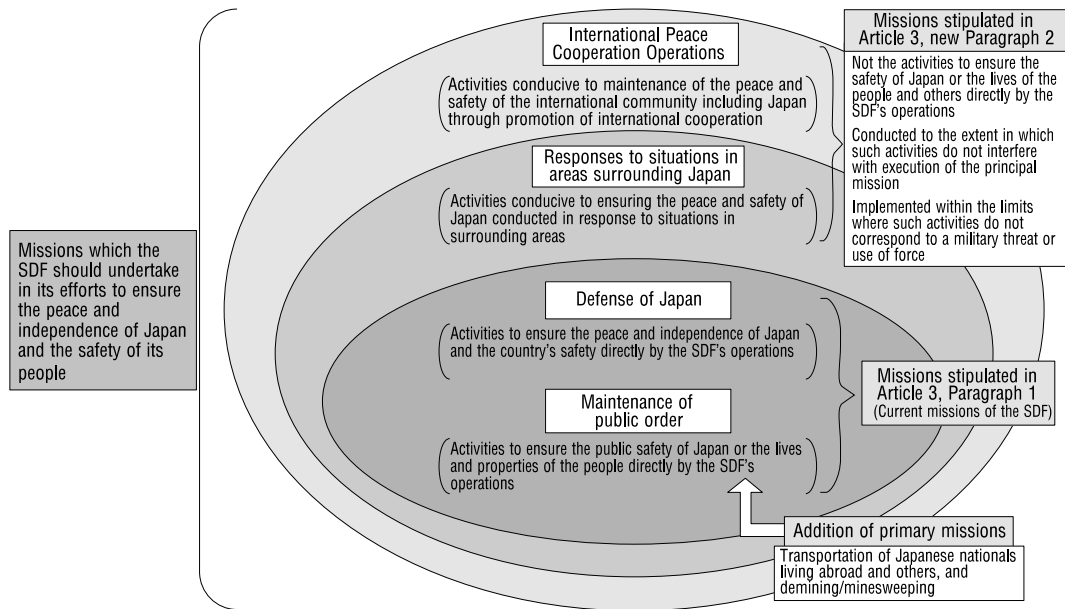 Missions which the
SDF should undertake
in its efforts to ensure
the peace and
independence of Japan
and the safety of its
people
International Peace
Cooperation Operations
Activities conducive to maintenance of the peace and
safety of the international community including Japan
through promotion of international cooperation
Responses to situations in
areas surrounding Japan
Activities conducive to ensuring the peace and safety of
Japan conducted in response to situations in
surrounding areas
Missions stipulated in
Article 3, new Paragraph 2
Not the activities to ensure the
safety of Japan or the lives of the
people and others directly by the
SDF's operations
Conducted to the extent in which
such activities do not interfere
with execution of the principal
mission
Implemented within the limits
where such activities do not
correspond to a military threat or
use of force
Defense of Japan
Activities to ensure the peace and independence of Japan
and the country's safety directly by the SDF's operations
Maintenance of
public order
Activities to ensure the public safety of Japan or the lives
and properties of the people directly by the SDF's
operations
Missions stipulated in
Article 3, Paragraph 1
(Current missions of the SDF)
Addition of primary missions
Transportation of Japanese nationals
living abroad and others, and
demining/minesweeping